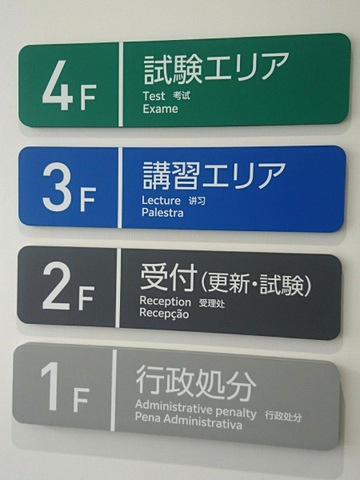 4F
試験エリア
Test 考试
Exame
3F
講習エリア
Lecture 讲习
Palestra
2F
受付(更新・試験)
Reception 受理处
Recepção
1F
行政処分
Administrative penalty 行政处分
Pena Administrativa